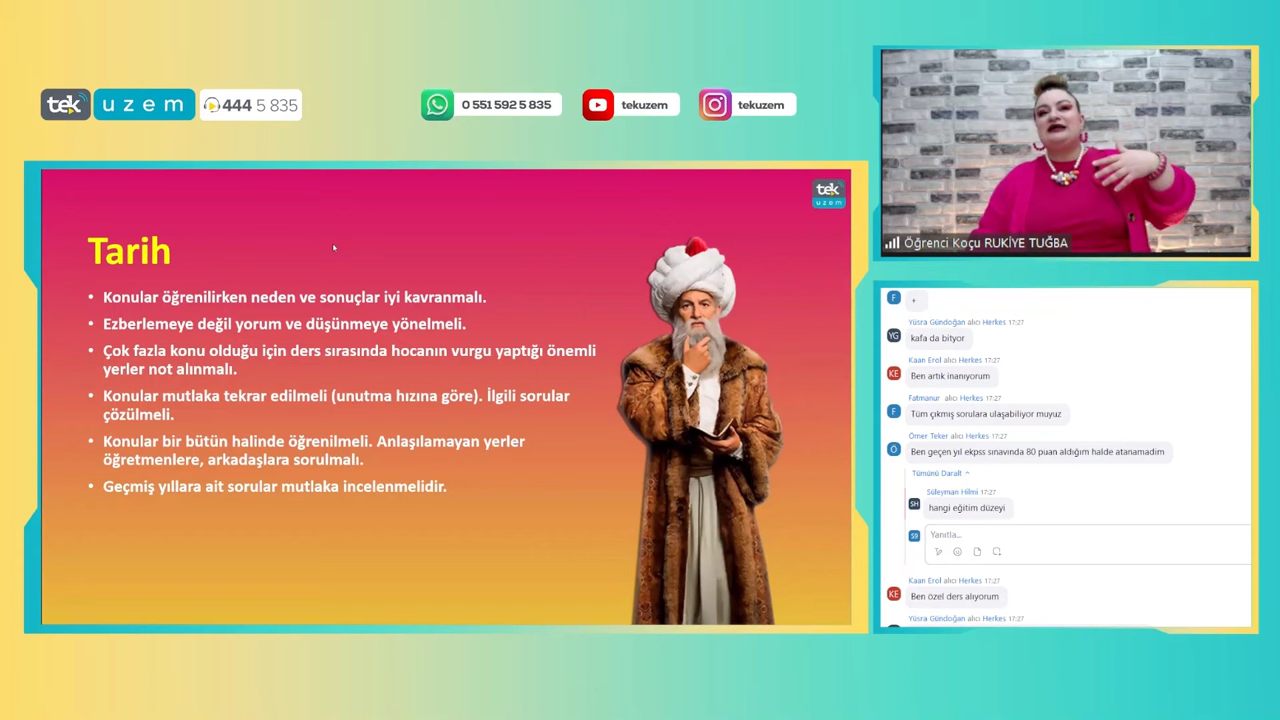 tek uzem 444 5 835
0 551 592 5 835
tekuzem
tekuzem
tek
uzem
Tarih
• Konular öğrenilirken neden ve sonuçlar iyi kavranmalı.
• Ezberlemeye değil yorum ve düşünmeye yönelmeli.
• Çok fazla konu olduğu için ders sırasında hocanın vurgu yaptığı önemli
yerler not alınmalı.
• Konular mutlaka tekrar edilmeli (unutma hızına göre). İlgili sorular
çözülmeli.
• Konular bir bütün halinde öğrenilmeli. Anlaşılamayan yerler
öğretmenlere, arkadaşlara sorulmalı.
• Geçmiş yıllara ait sorular mutlaka incelenmelidir.
Öğrenci Koçu RUKİYE TUĞBA
F +
Yüsra Gündoğan alıcı Herkes 17:27
YG kafa da bityor
Kaan Erol alıcı Herkes 17:27
KE Ben artık inanıyorum
Fatmanur alıcı Herkes 17:27
F Tüm çıkmış sorulara ulaşabiliyor muyuz
Ömer Teker alıcı Herkes 17:27
Ö Ben geçen yıl ekpss sınavında 80 puan aldığım halde atanamadim
Tümünü Daralt ^
Süleyman Hilmi 17:27
SH hangi eğitim düzeyi
S9 Yanıtla...
Kaan Erol alıcı Herkes 17:27
KE Ben özel ders alıyorum
Yüsra Gündoğan alıcı Herkes 17:27